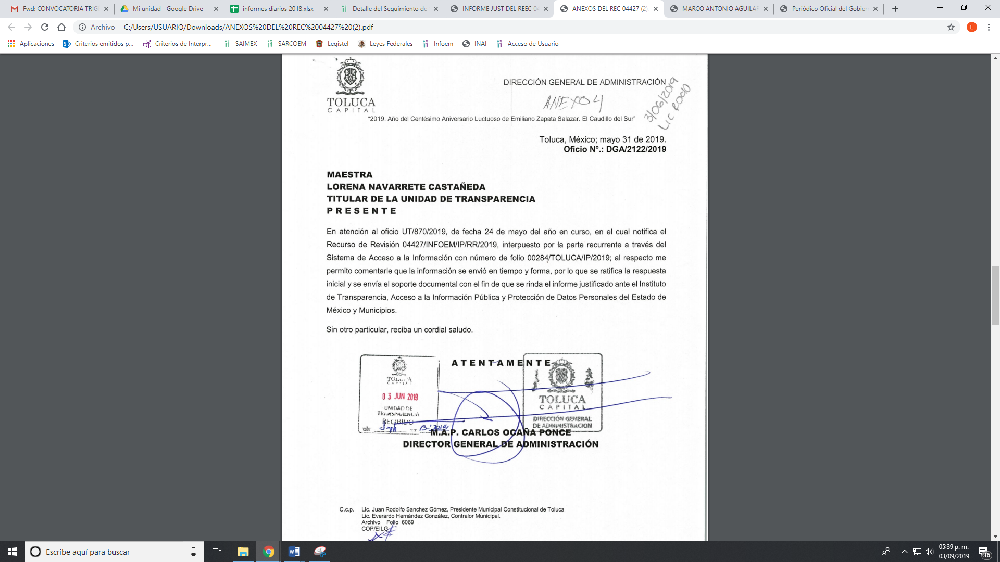 Fwd: CONVOCATORIA TRIG
Mi unidad - Google Drive
informes diarios 2018.xlsx -
Detalle del Seguimiento de
INFORME JUST DEL REEC 0
ANEXOS DEL REC 04427 (2)
MARCO ANTONIO AGUILAR
Periódico Oficial del Gobier
Archivo
C:/Users/USUARIO/Downloads/ANEXOS%20DEL%20REC%2004427%20(2).pdf
L
Aplicaciones
Criterios emitidos p...
Criterios de Interpr...
SAIMEX
SARCOEM
Legistel
Leyes Federales
Infoem
INAI
Acceso de Usuario
TOLUCA
CAPITAL
DIRECCIÓN GENERAL DE ADMINISTRACIÓN
ANEXO 4
3/06/2019
Lic Rocio
"2019. Año del Centésimo Aniversario Luctuoso de Emiliano Zapata Salazar. El Caudillo del Sur"
Toluca, México; mayo 31 de 2019.
Oficio N°.: DGA/2122/2019
MAESTRA
LORENA NAVARRETE CASTAÑEDA
TITULAR DE LA UNIDAD DE TRANSPARENCIA
P R E S E N T E
En atención al oficio UT/870/2019, de fecha 24 de mayo del año en curso, en el cual notifica el
Recurso de Revisión 04427/INFOEM/IP/RR/2019, interpuesto por la parte recurrente a través del
Sistema de Acceso a la Información con número de folio 00284/TOLUCA/IP/2019; al respecto me
permito comentarle que la información se envió en tiempo y forma, por lo que se ratifica la respuesta
inicial y se envía el soporte documental con el fin de que se rinda el informe justificado ante el Instituto
de Transparencia, Acceso a la Información Pública y Protección de Datos Personales del Estado de
México y Municipios.
Sin otro particular, reciba un cordial saludo.
A T E N T A M E N T E
TOLUCA
CAPITAL
03 JUN 2019
UNIDAD DE
TRANSPARENCIA
RECIBIDO
TOLUCA
CAPITAL
DIRECCIÓN GENERAL
DE ADMINISTRACION
M.A.P. CARLOS OCAÑA PONCE
DIRECTOR GENERAL DE ADMINISTRACIÓN
C.c.p. Lic. Juan Rodolfo Sanchez Gómez, Presidente Municipal Constitucional de Toluca
Lic. Everardo Hernández González, Contralor Municipal.
Archivo Folio 6069
COP/EILG
Escribe aquí para buscar
05:39 p. m.
03/09/2019
36